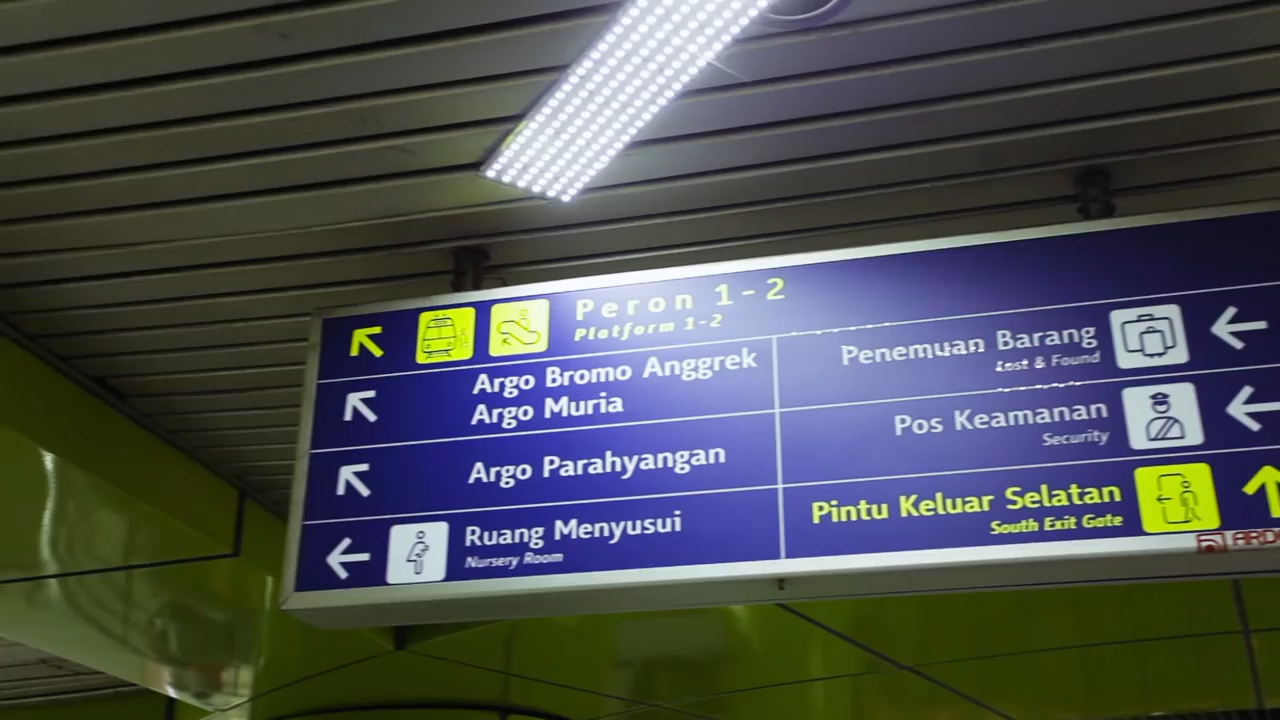 Peron 1-2
Platform 1-2
Argo Bromo Anggrek
Argo Muria
Argo Parahyangan
Ruang Menyusui
Nursery Room
Penemuan Barang
Lost & Found
Pos Keamanan
Security
Pintu Keluar Selatan
South Exit Gate